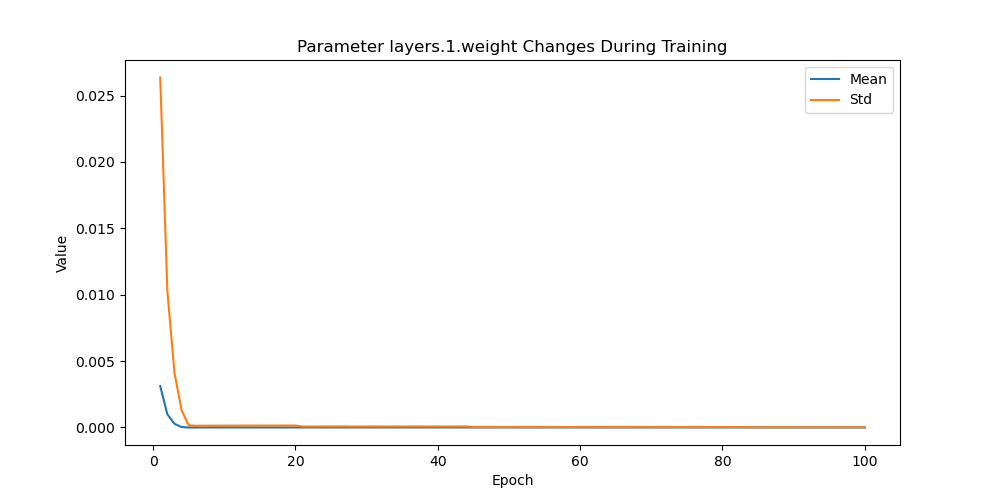 Parameter layers.1.weight Changes During Training
Mean
Std
0.025
0.020
0.015
0.010
0.005
0.000
Value
0 20 40 60 80 100
Epoch